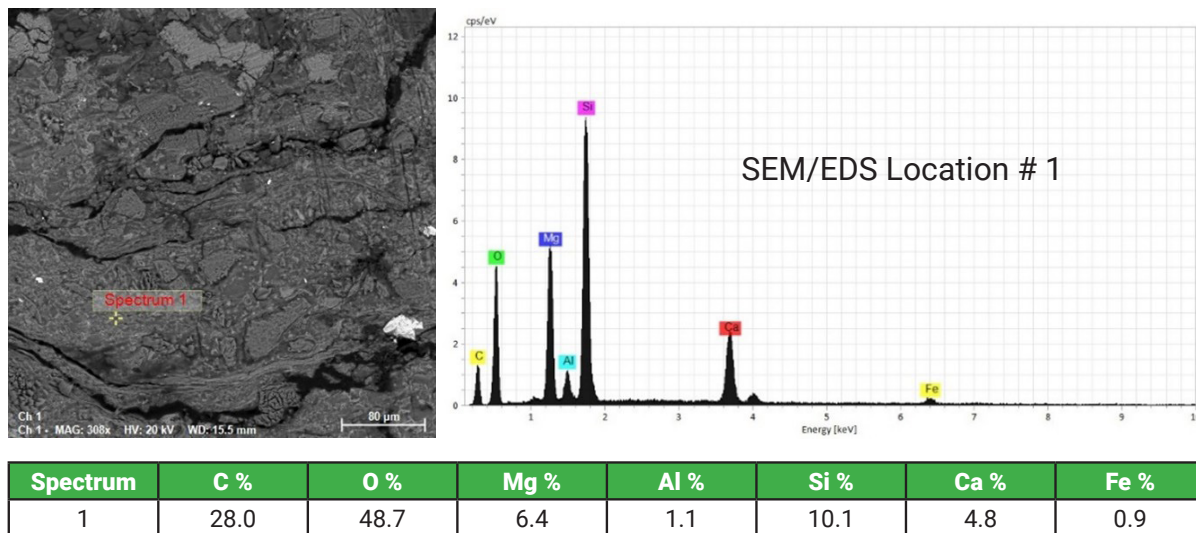 cps/eV
12
10
8
6
4
2
0
Si
Mg
O
Ca
C
Al
Fe
SEM/EDS Location # 1
1 2 3 4 5 6 7 8 9 1
Energy [keV]
Spectrum 1
Ch 1
Ch 1 - MAG: 308x HV: 20 kV WD: 15.5 mm
80 µm
Spectrum C % O % Mg % Al % Si % Ca % Fe %
1 28.0 48.7 6.4 1.1 10.1 4.8 0.9